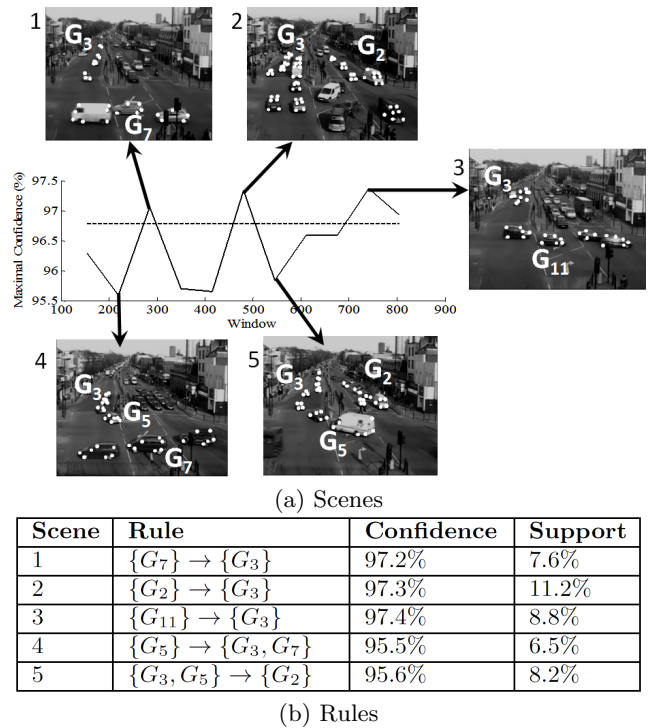 1
G3
G7
2
G3
G2
3
G3
G11
Maximal Confidence (%)
97.5
97
96.5
96
95.5
100 200 300 400 500 600 700 800 900
Window
4
G3
G5
G7
5
G3
G2
G5
(a) Scenes
Scene Rule Confidence Support
1 {G7} → {G3} 97.2% 7.6%
2 {G2} → {G3} 97.3% 11.2%
3 {G11} → {G3} 97.4% 8.8%
4 {G5} → {G3, G7} 95.5% 6.5%
5 {G3, G5} → {G2} 95.6% 8.2%
(b) Rules